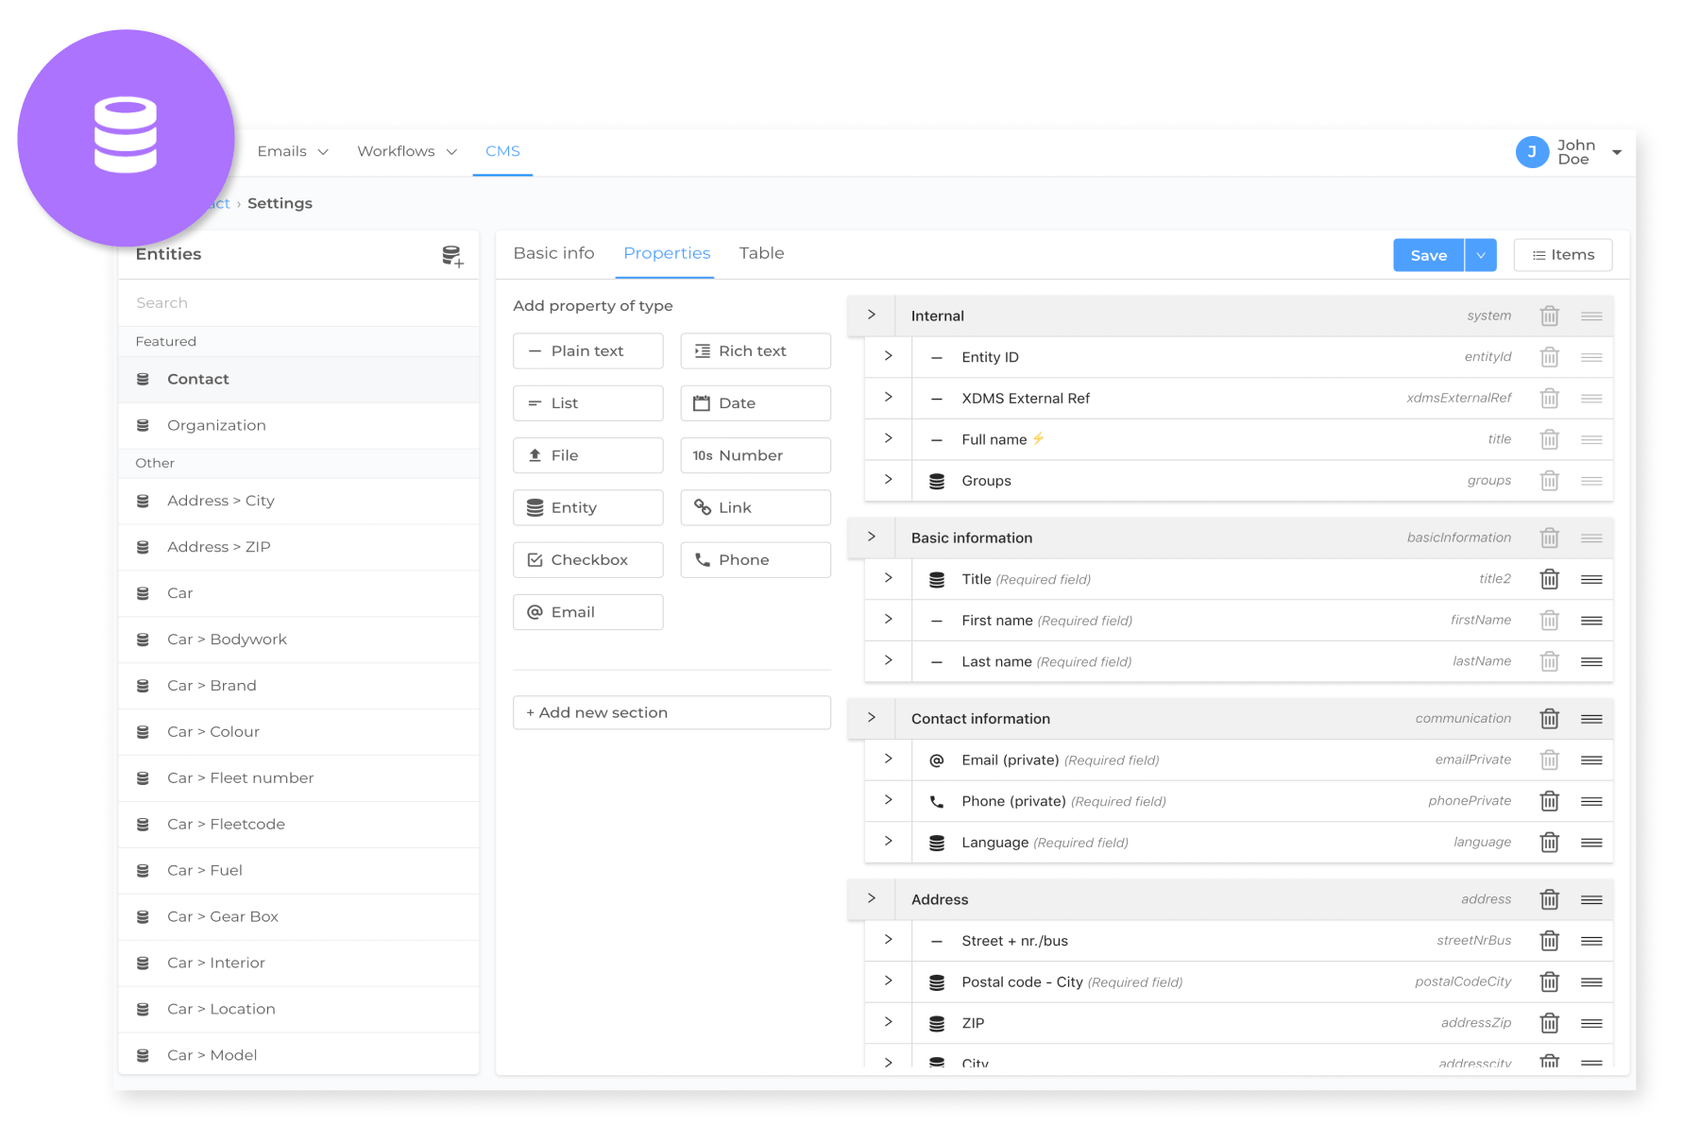 Emails
Workflows
CMS
J
John
Doe
act › Settings
Entities
Search
Featured
Contact
Organization
Other
Address > City
Address > ZIP
Car
Car > Bodywork
Car > Brand
Car > Colour
Car > Fleet number
Car > Fleetcode
Car > Fuel
Car > Gear Box
Car > Interior
Car > Location
Car > Model
Basic info
Properties
Table
Save
Items
Add property of type
Plain text
Rich text
List
Date
File
10s Number
Entity
Link
Checkbox
Phone
@ Email
+ Add new section
> Internal system
> – Entity ID entityId
> – XDMS External Ref xdmsExternalRef
> – Full name ⚡ title
> Groups groups
> Basic information basicInformation
> Title (Required field) title2
> – First name (Required field) firstName
> – Last name (Required field) lastName
> Contact information communication
> @ Email (private) (Required field) emailPrivate
> Phone (private) (Required field) phonePrivate
> Language (Required field) language
> Address address
> – Street + nr./bus streetNrBus
> Postal code - City (Required field) postalCodeCity
> ZIP addressZip
> City addresscity